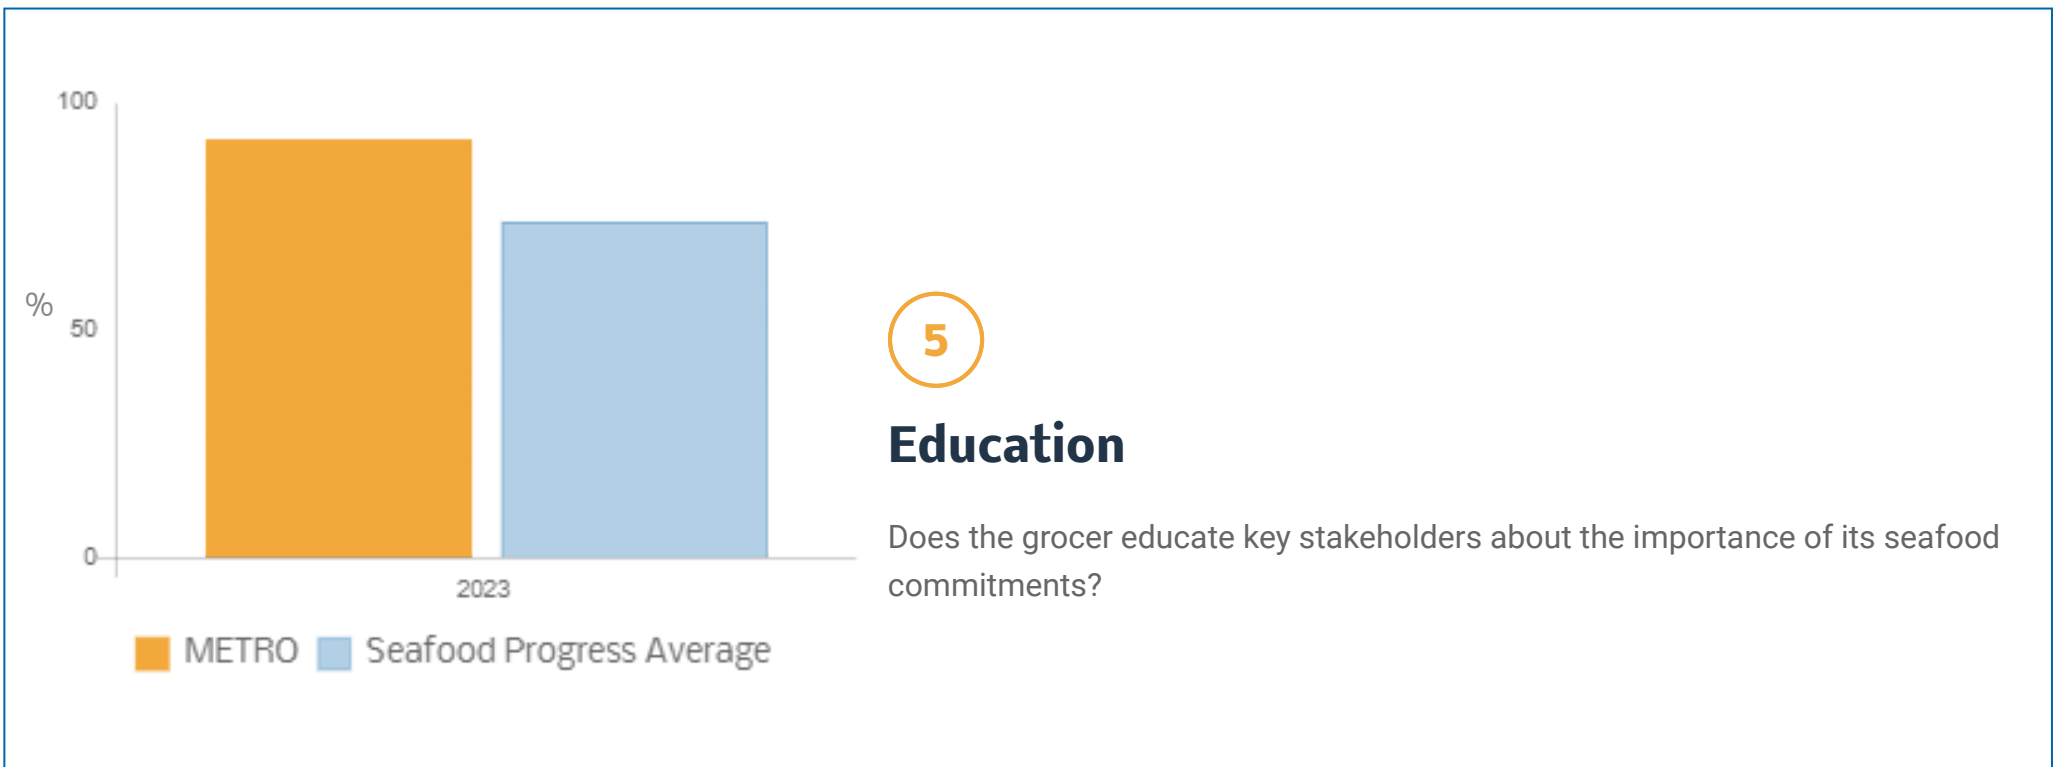 100
%
50
0
2023
METRO
Seafood Progress Average
5
Education
Does the grocer educate key stakeholders about the importance of its seafood
commitments?